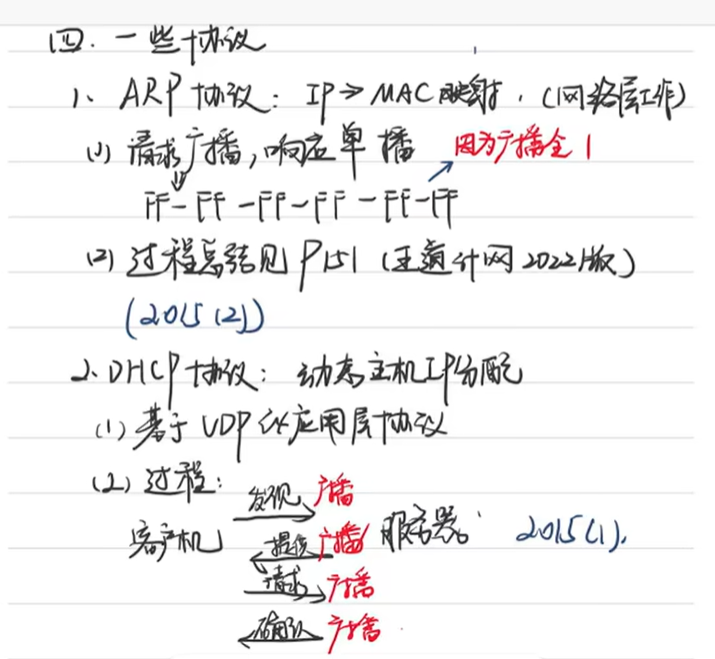 四. 一些协议
1、ARP协议：IP→MAC映射.（网络层工作）
(1) 请求广播，响应单播 因为广播全1
FF-FF-FF-FF-FF-FF
(2) 过程总结见P151（王道计网2022版）
(2015(2))
2、DHCP协议：动态主机IP分配
(1) 基于UDP的应用层协议
(2) 过程：
发现 广播
客户机 提供 广播 服务器 2015(1).
请求 广播
确认 广播